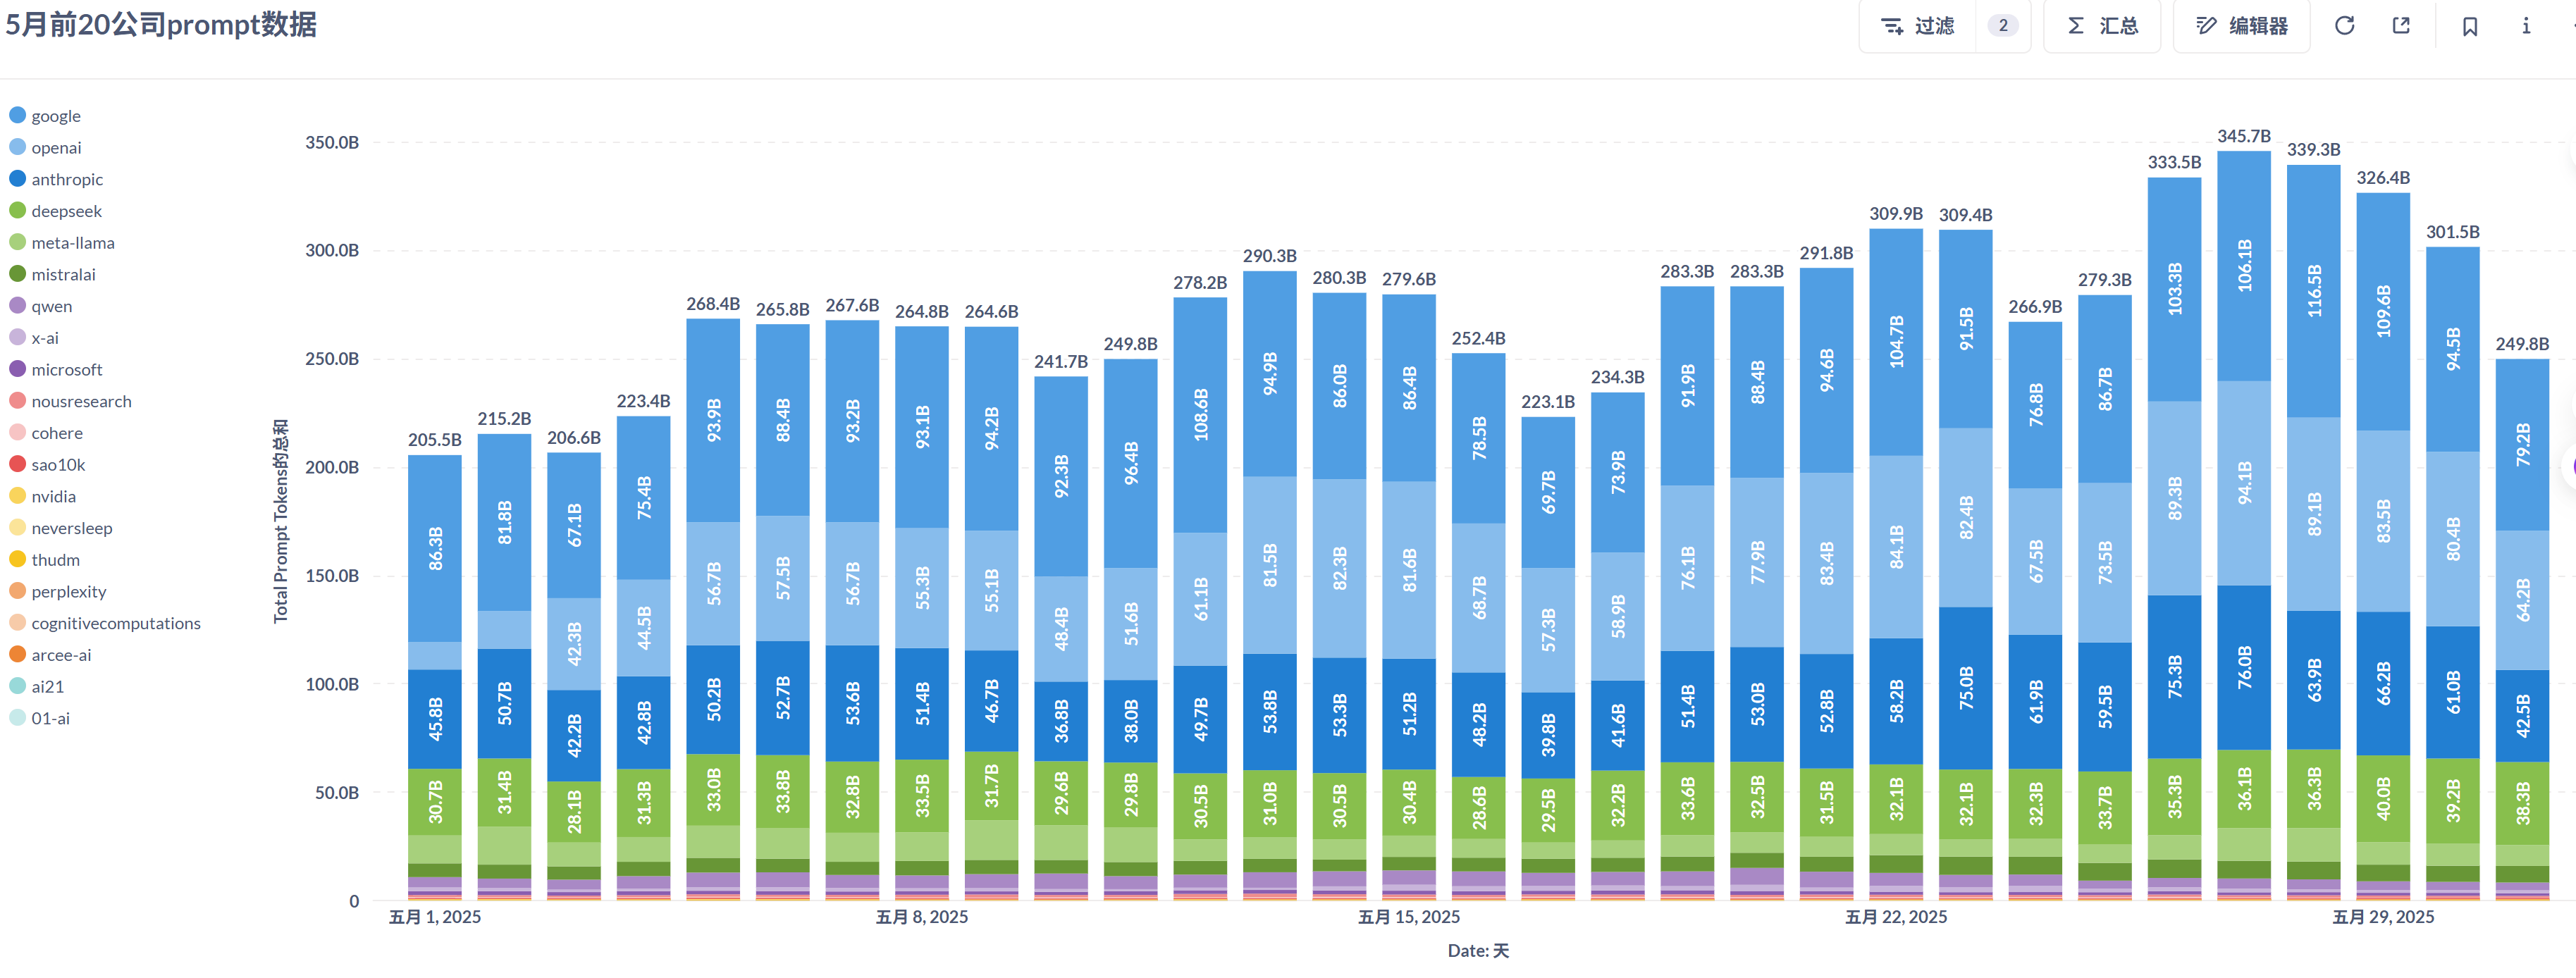 5月前20公司prompt数据
过滤 2
汇总
编辑器
google
openai
anthropic
deepseek
meta-llama
mistralai
qwen
x-ai
microsoft
nousresearch
cohere
sao10k
nvidia
neversleep
thudm
perplexity
cognitivecomputations
arcee-ai
ai21
01-ai
Total Prompt Tokens的总和
350.0B
300.0B
250.0B
200.0B
150.0B
100.0B
50.0B
0
205.5B
86.3B
45.8B
30.7B
215.2B
81.8B
50.7B
31.4B
206.6B
67.1B
42.3B
42.2B
28.1B
223.4B
75.4B
44.5B
42.8B
31.3B
268.4B
93.9B
56.7B
50.2B
33.0B
265.8B
88.4B
57.5B
52.7B
33.8B
267.6B
93.2B
56.7B
53.6B
32.8B
264.8B
93.1B
55.3B
51.4B
33.5B
264.6B
94.2B
55.1B
46.7B
31.7B
241.7B
92.3B
48.4B
36.8B
29.6B
249.8B
96.4B
51.6B
38.0B
29.8B
278.2B
108.6B
61.1B
49.7B
30.5B
290.3B
94.9B
81.5B
53.8B
31.0B
280.3B
86.0B
82.3B
53.3B
30.5B
279.6B
86.4B
81.6B
51.2B
30.4B
252.4B
78.5B
68.7B
48.2B
28.6B
223.1B
69.7B
57.3B
39.8B
29.5B
234.3B
73.9B
58.9B
41.6B
32.2B
283.3B
91.9B
76.1B
51.4B
33.6B
283.3B
88.4B
77.9B
53.0B
32.5B
291.8B
94.6B
83.4B
52.8B
31.5B
309.9B
104.7B
84.1B
58.2B
32.1B
309.4B
91.5B
82.4B
75.0B
32.1B
266.9B
76.8B
67.5B
61.9B
32.3B
279.3B
86.7B
73.5B
59.5B
33.7B
333.5B
103.3B
89.3B
75.3B
35.3B
345.7B
106.1B
94.1B
76.0B
36.1B
339.3B
116.5B
89.1B
63.9B
36.3B
326.4B
109.6B
83.5B
66.2B
40.0B
301.5B
94.5B
80.4B
61.0B
39.2B
249.8B
79.2B
64.2B
42.5B
38.3B
五月 1, 2025
五月 8, 2025
五月 15, 2025
五月 22, 2025
五月 29, 2025
Date: 天